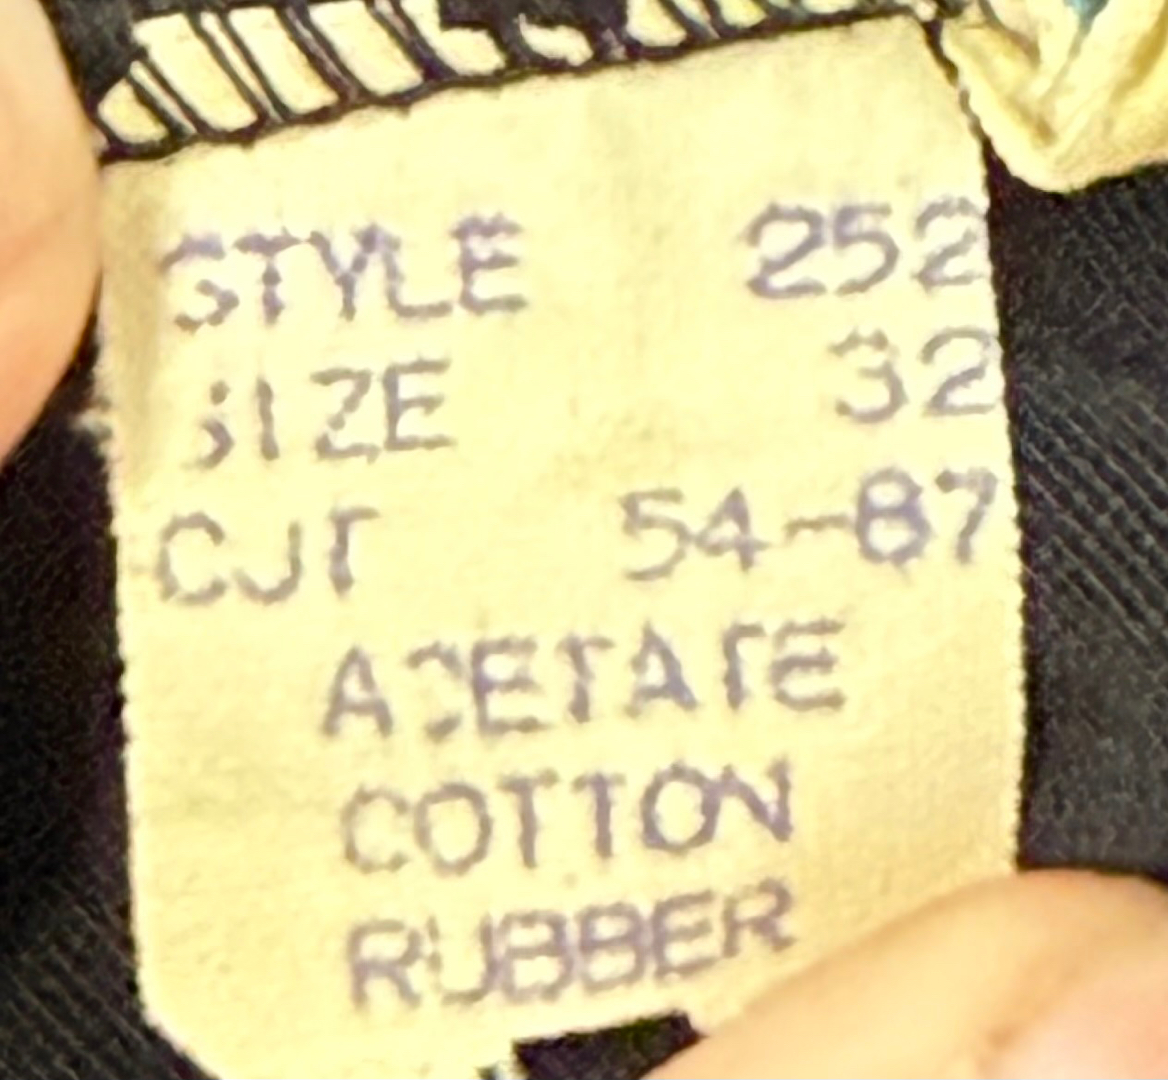 STYLE 252
SIZE 32
CUT 54-87
ACETATE
COTTON
RUBBER